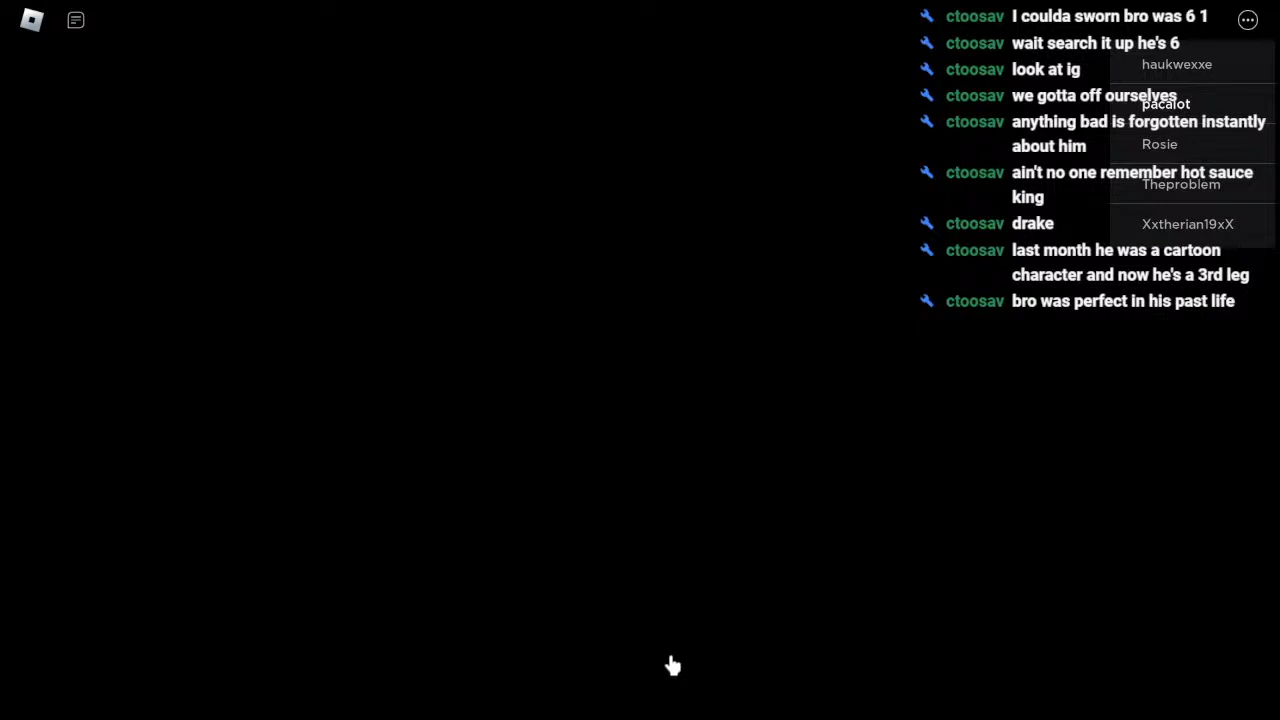 ctoosav I coulda sworn bro was 6 1
ctoosav wait search it up he's 6
haukwexxe
ctoosav look at ig
ctoosav we gotta off ourselves
pacalot
ctoosav anything bad is forgotten instantly
about him
Rosie
ctoosav ain't no one remember hot sauce
king
Theproblem
ctoosav drake
XxtherianI9xX
ctoosav last month he was a cartoon
character and now he's a 3rd leg
ctoosav bro was perfect in his past life